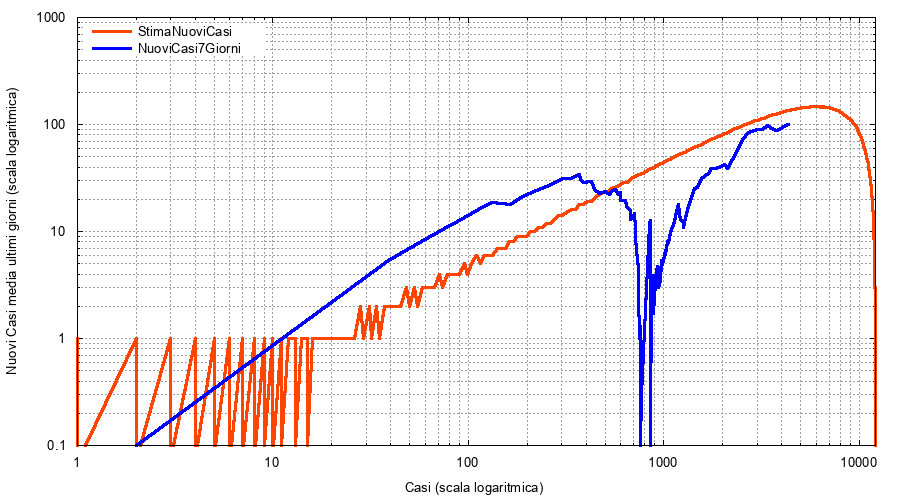 1000
StimaNuoviCasi
NuoviCasi7Giorni
100
10
1
0.1
Nuovi Casi media ultimi giorni (scala logaritmica)
1 10 100 1000 10000
Casi (scala logaritmica)